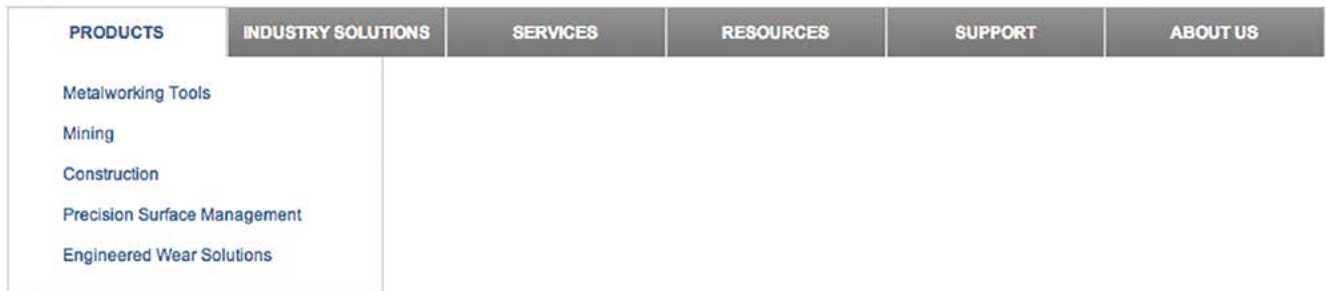 PRODUCTS INDUSTRY SOLUTIONS SERVICES RESOURCES SUPPORT ABOUT US
Metalworking Tools
Mining
Construction
Precision Surface Management
Engineered Wear Solutions